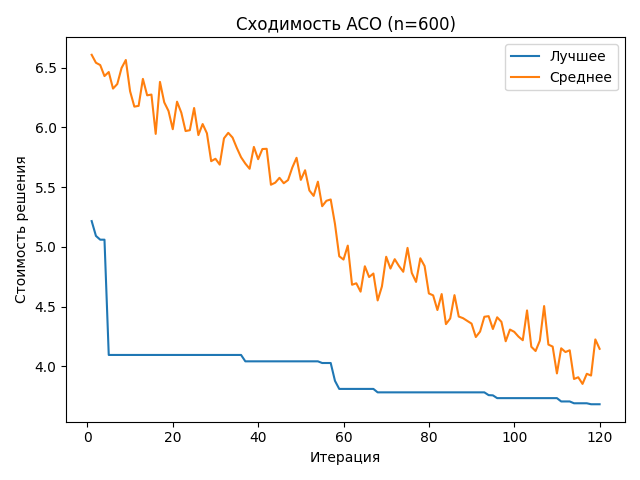 Сходимость ACO (n=600)
Лучшее
Среднее
Стоимость решения
6.5
6.0
5.5
5.0
4.5
4.0
0 20 40 60 80 100 120
Итерация